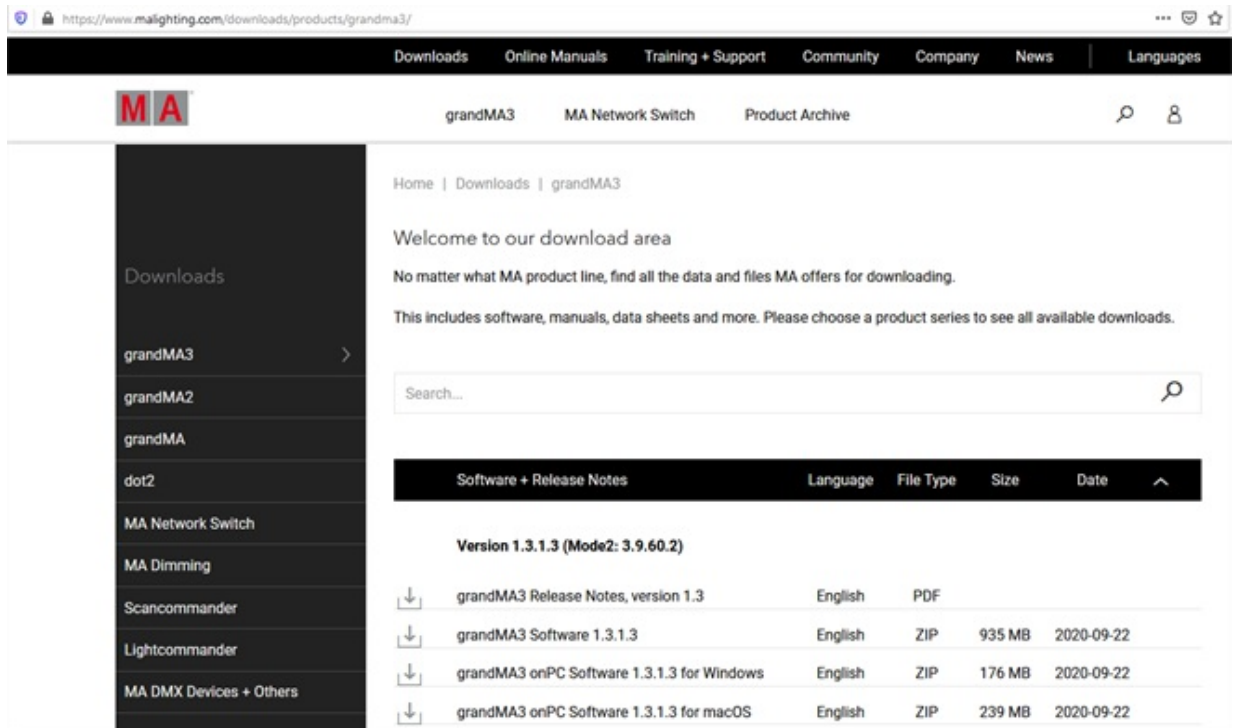 https://www.malighting.com/downloads/products/grandma3/
Downloads Online Manuals Training + Support Community Company News | Languages
MA grandMA3 MA Network Switch Product Archive
Home | Downloads | grandMA3
Welcome to our download area
No matter what MA product line, find all the data and files MA offers for downloading.
This includes software, manuals, data sheets and more. Please choose a product series to see all available downloads.
Search...
Downloads
grandMA3
grandMA2
grandMA
dot2
MA Network Switch
MA Dimming
Scancommander
Lightcommander
MA DMX Devices + Others
Software + Release Notes Language File Type Size Date
Version 1.3.1.3 (Mode2: 3.9.60.2)
grandMA3 Release Notes, version 1.3 English PDF
grandMA3 Software 1.3.1.3 English ZIP 935 MB 2020-09-22
grandMA3 onPC Software 1.3.1.3 for Windows English ZIP 176 MB 2020-09-22
grandMA3 onPC Software 1.3.1.3 for macOS English ZIP 239 MB 2020-09-22